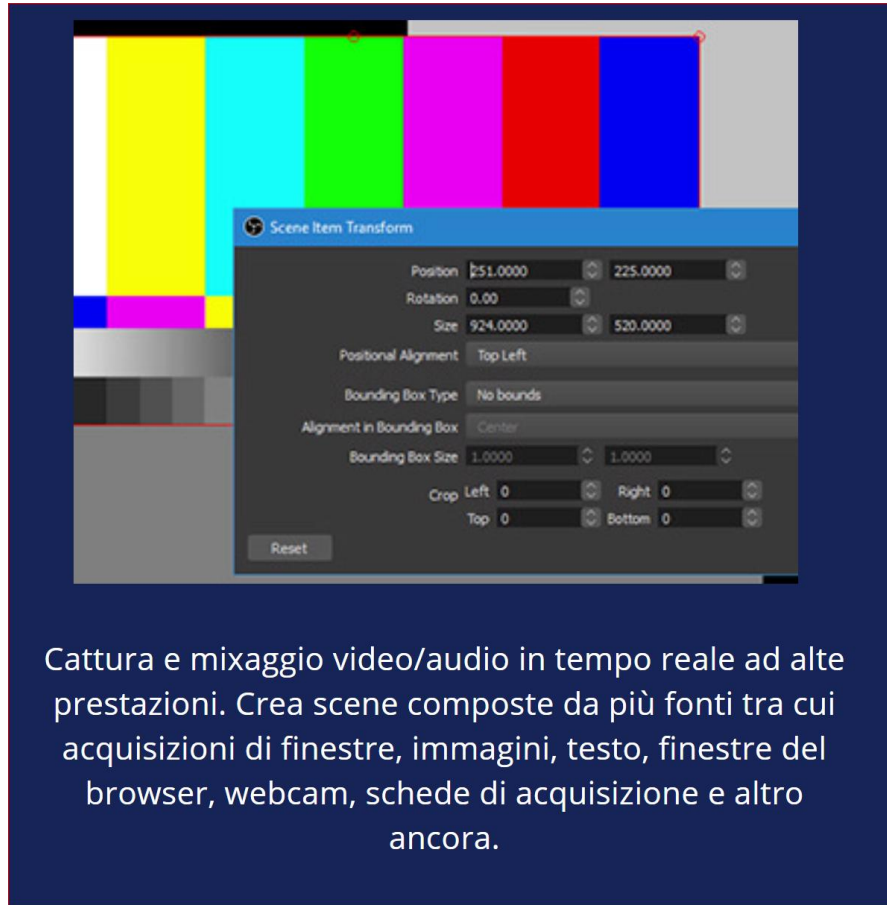 Scene Item Transform
Position 251.0000 225.0000
Rotation 0.00
Size 924.0000 520.0000
Positional Alignment Top Left
Bounding Box Type No bounds
Alignment in Bounding Box Center
Bounding Box Size 1.0000 1.0000
Crop Left 0 Right 0
Top 0 Bottom 0
Reset
Cattura e mixaggio video/audio in tempo reale ad alte
prestazioni. Crea scene composte da più fonti tra cui
acquisizioni di finestre, immagini, testo, finestre del
browser, webcam, schede di acquisizione e altro
ancora.